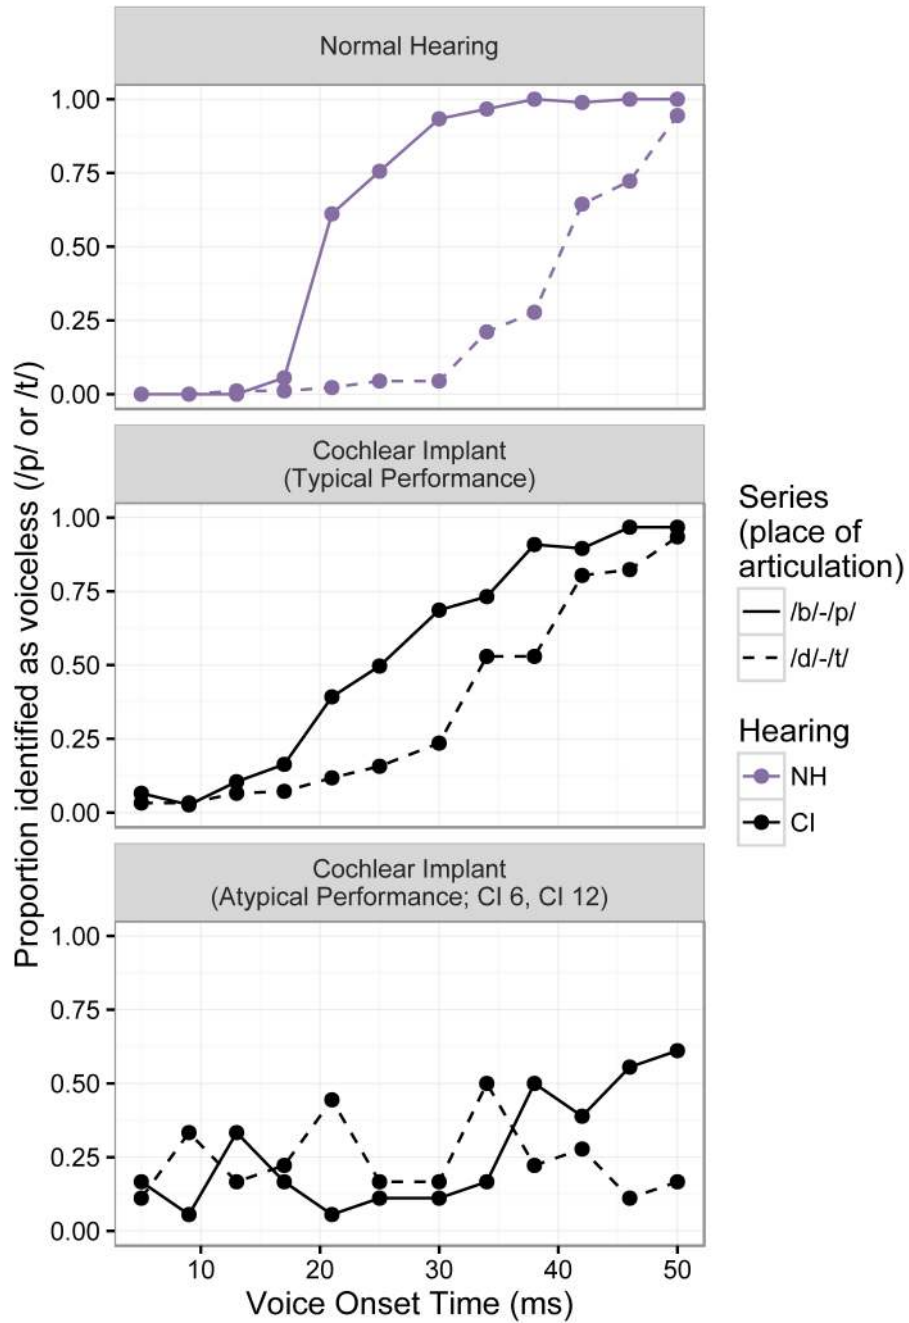 Normal Hearing
1.00
0.75
0.50
0.25
0.00
Cochlear Implant
(Typical Performance)
1.00
0.75
0.50
0.25
0.00
Cochlear Implant
(Atypical Performance; CI 6, CI 12)
1.00
0.75
0.50
0.25
0.00
10 20 30 40 50
Voice Onset Time (ms)
Proportion identified as voiceless (/p/ or /t/)
Series
(place of
articulation)
/b/-/p/
/d/-/t/
Hearing
NH
CI